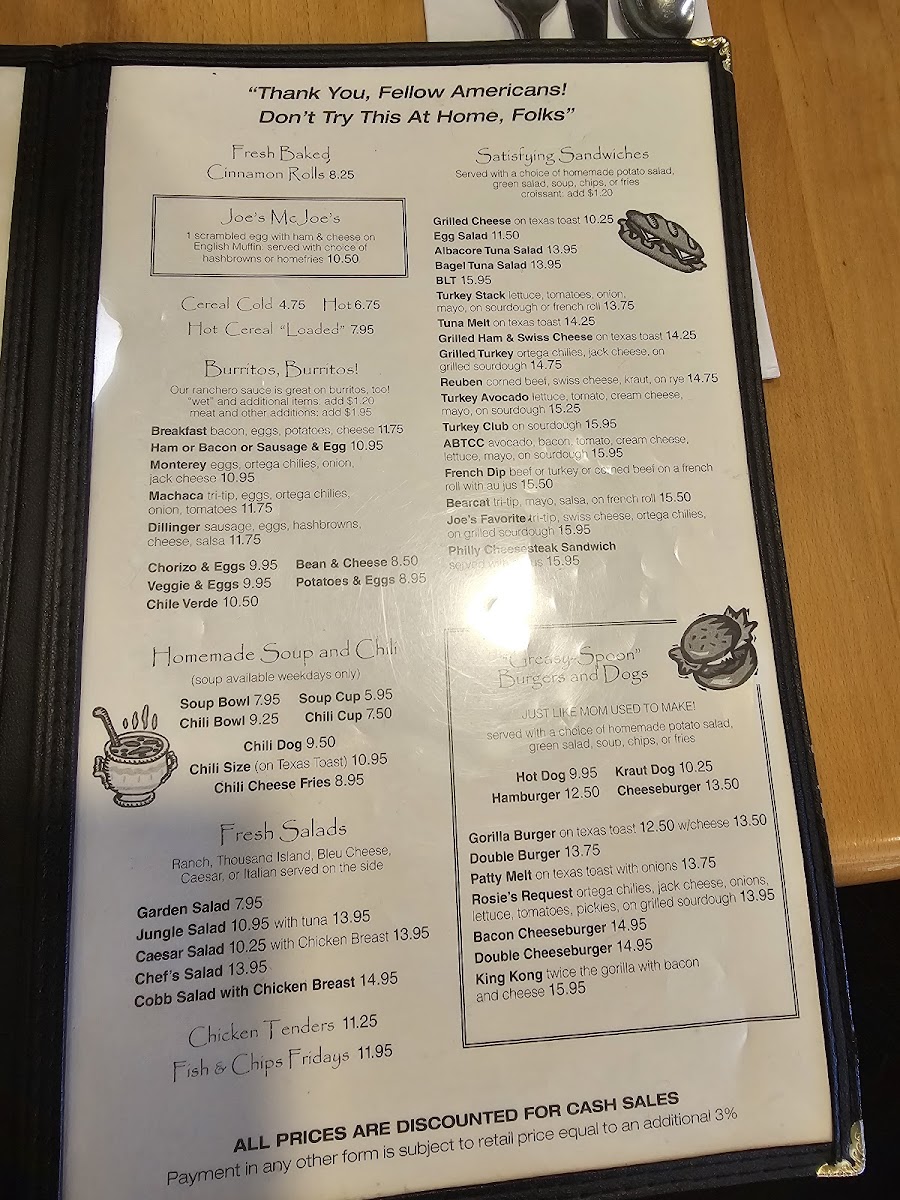 "Thank You, Fellow Americans!
Don't Try This At Home, Folks"
Fresh Baked
Cinnamon Rolls 8.25
Joe's McJoe's
1 scrambled egg with ham & cheese on
English Muffin: served with choice of
hashbrowns or homefries 10.50
Cereal Cold 4.75 Hot 6.75
Hot Cereal "Loaded" 7.95
Burritos, Burritos!
Our ranchero sauce is great on burritos, too!
"wet" and additional items: add $1.20
meat and other additions: add $1.95
Breakfast bacon, eggs, potatoes, cheese 11.75
Ham or Bacon or Sausage & Egg 10.95
Monterey eggs, ortega chilies, onion,
jack cheese 10.95
Machaca tri-tip, eggs, ortega chilies,
onion, tomatoes 11.75
Dillinger sausage, eggs, hashbrowns,
cheese, salsa 11.75
Chorizo & Eggs 9.95 Bean & Cheese 8.50
Veggie & Eggs 9.95 Potatoes & Eggs 8.95
Chile Verde 10.50
Homemade Soup and Chili
(soup available weekdays only)
Soup Bowl 7.95 Soup Cup 5.95
Chili Bowl 9.25 Chili Cup 7.50
Chili Dog 9.50
Chili Size (on Texas Toast) 10.95
Chili Cheese Fries 8.95
Fresh Salads
Ranch, Thousand Island, Bleu Cheese,
Caesar, or Italian served on the side
Garden Salad 7.95
Jungle Salad 10.95 with tuna 13.95
Caesar Salad 10.25 with Chicken Breast 13.95
Chef's Salad 13.95
Cobb Salad with Chicken Breast 14.95
Chicken Tenders 11.25
Fish & Chips Fridays 11.95
Satisfying Sandwiches
Served with a choice of homemade potato salad,
green salad, soup, chips, or fries
croissant: add $1.20
Grilled Cheese on texas toast 10.25
Egg Salad 11.50
Albacore Tuna Salad 13.95
Bagel Tuna Salad 13.95
BLT 15.95
Turkey Stack lettuce, tomatoes, onion,
mayo, on sourdough or french roll 13.75
Tuna Melt on texas toast 14.25
Grilled Ham & Swiss Cheese on texas toast 14.25
Grilled Turkey ortega chilies, jack cheese, on
grilled sourdough 14.75
Reuben corned beef, swiss cheese, kraut, on rye 14.75
Turkey Avocado lettuce, tomato, cream cheese,
mayo, on sourdough 15.25
Turkey Club on sourdough 15.95
ABTCC avocado, bacon, tomato, cream cheese,
lettuce, mayo, on sourdough 15.95
French Dip beef or turkey or corned beef on a french
roll with au jus 15.50
Bearcat tri-tip, mayo, salsa, on french roll 15.50
Joe's Favorite tri-tip, swiss cheese, ortega chilies,
on grilled sourdough 15.95
Philly Cheesesteak Sandwich
served with jus 15.95
"Greasy-Spoon"
Burgers and Dogs
JUST LIKE MOM USED TO MAKE!
served with a choice of homemade potato salad,
green salad, soup, chips, or fries
Hot Dog 9.95 Kraut Dog 10.25
Hamburger 12.50 Cheeseburger 13.50
Gorilla Burger on texas toast 12.50 w/cheese 13.50
Double Burger 13.75
Patty Melt on texas toast with onions 13.75
Rosie's Request ortega chilies, jack cheese, onions,
lettuce, tomatoes, pickles, on grilled sourdough 13.95
Bacon Cheeseburger 14.95
Double Cheeseburger 14.95
King Kong twice the gorilla with bacon
and cheese 15.95
ALL PRICES ARE DISCOUNTED FOR CASH SALES
Payment in any other form is subject to retail price equal to an additional 3%